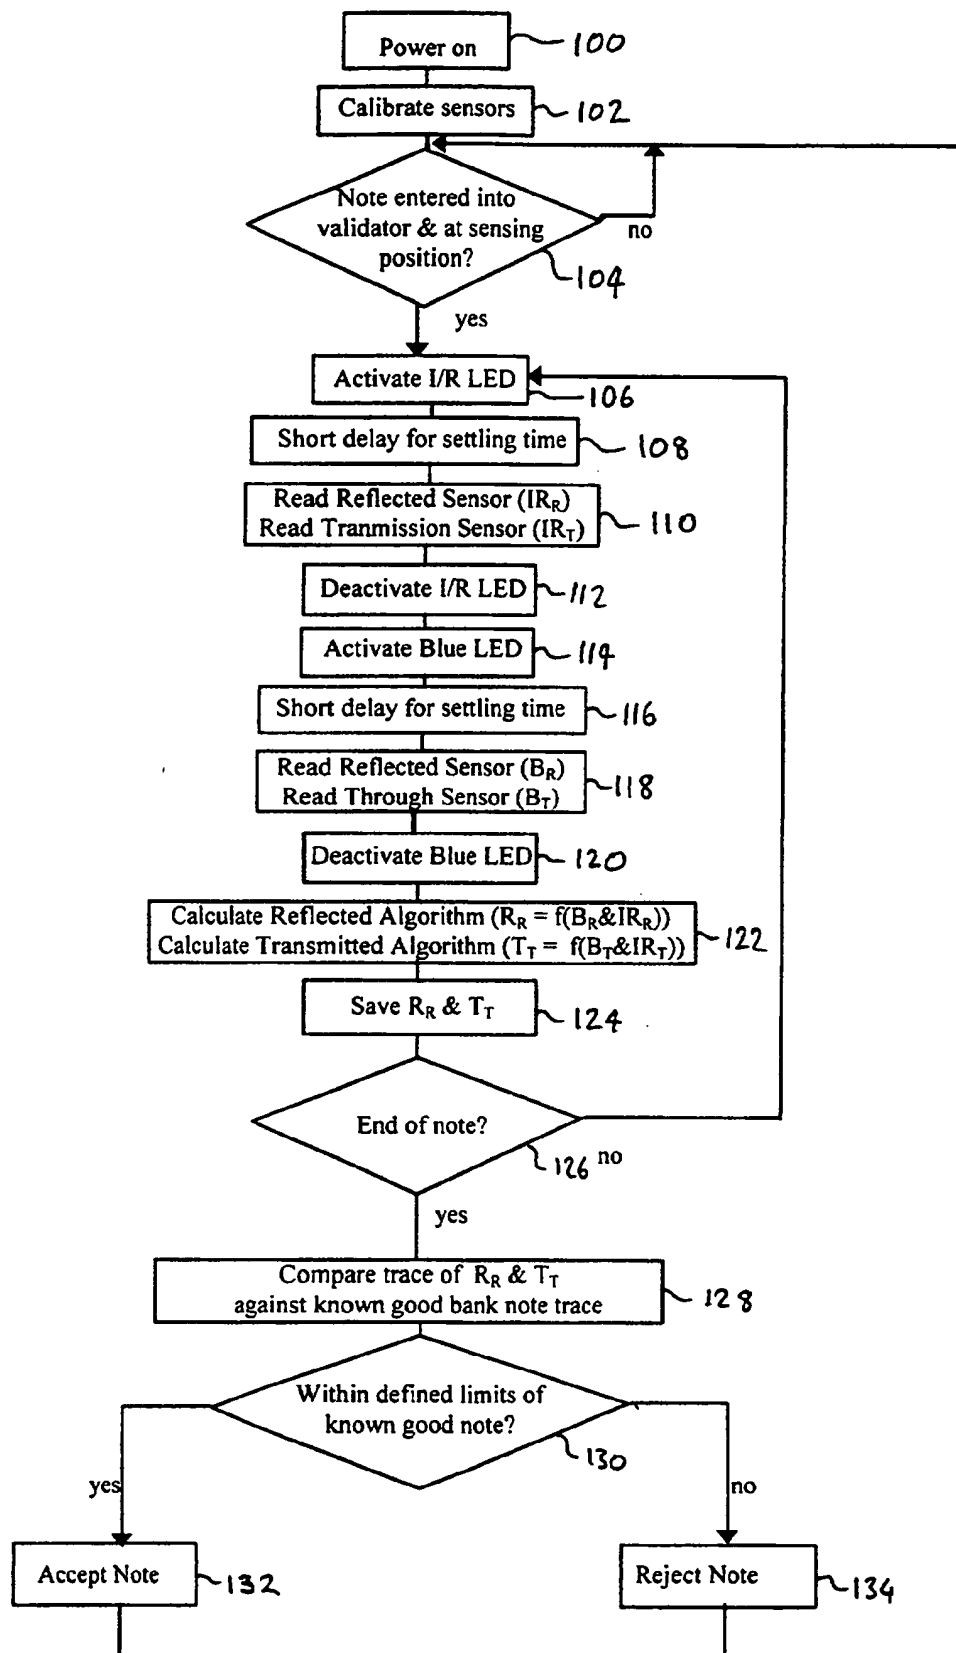 Power on
100
Calibrate sensors
102
Note entered into
validator & at sensing
position?
no
104
yes
Activate I/R LED
106
Short delay for settling time
108
Read Reflected Sensor (IR_R)
Read Tranmission Sensor (IR_T)
110
Deactivate I/R LED
112
Activate Blue LED
114
Short delay for settling time
116
Read Reflected Sensor (B_R)
Read Through Sensor (B_T)
118
Deactivate Blue LED
120
Calculate Reflected Algorithm (R_R = f(B_R&IR_R))
Calculate Transmitted Algorithm (T_T = f(B_T&IR_T))
122
Save R_R & T_T
124
End of note?
126
no
yes
Compare trace of R_R & T_T
against known good bank note trace
128
Within defined limits of
known good note?
130
yes
no
Accept Note
132
Reject Note
134